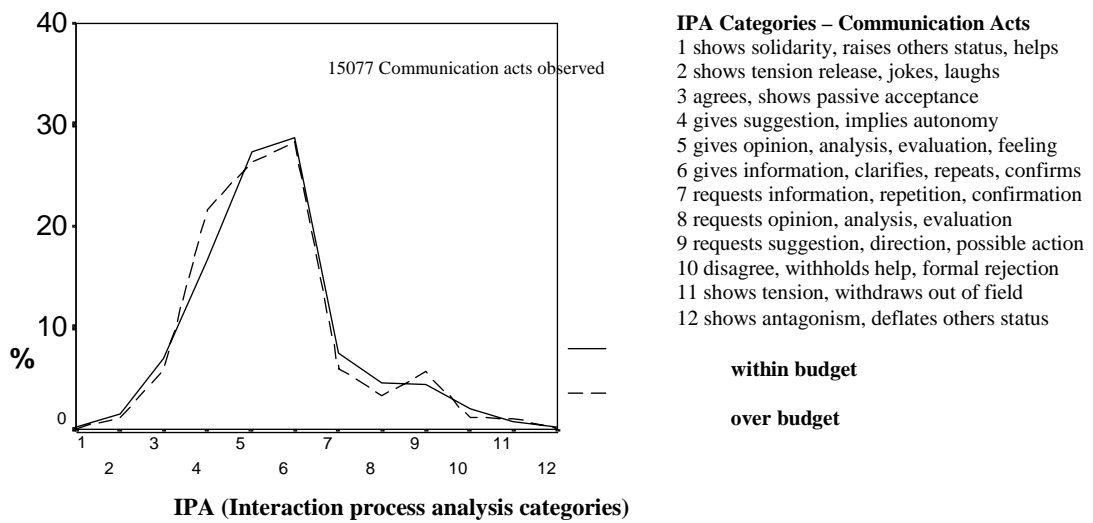 40
15077 Communication acts observed
30
20
10
%
0
1 3 5 7 9 11
2 4 6 8 10 12
IPA (Interaction process analysis categories)
IPA Categories – Communication Acts
1 shows solidarity, raises others status, helps
2 shows tension release, jokes, laughs
3 agrees, shows passive acceptance
4 gives suggestion, implies autonomy
5 gives opinion, analysis, evaluation, feeling
6 gives information, clarifies, repeats, confirms
7 requests information, repetition, confirmation
8 requests opinion, analysis, evaluation
9 requests suggestion, direction, possible action
10 disagree, withholds help, formal rejection
11 shows tension, withdraws out of field
12 shows antagonism, deflates others status
within budget
over budget